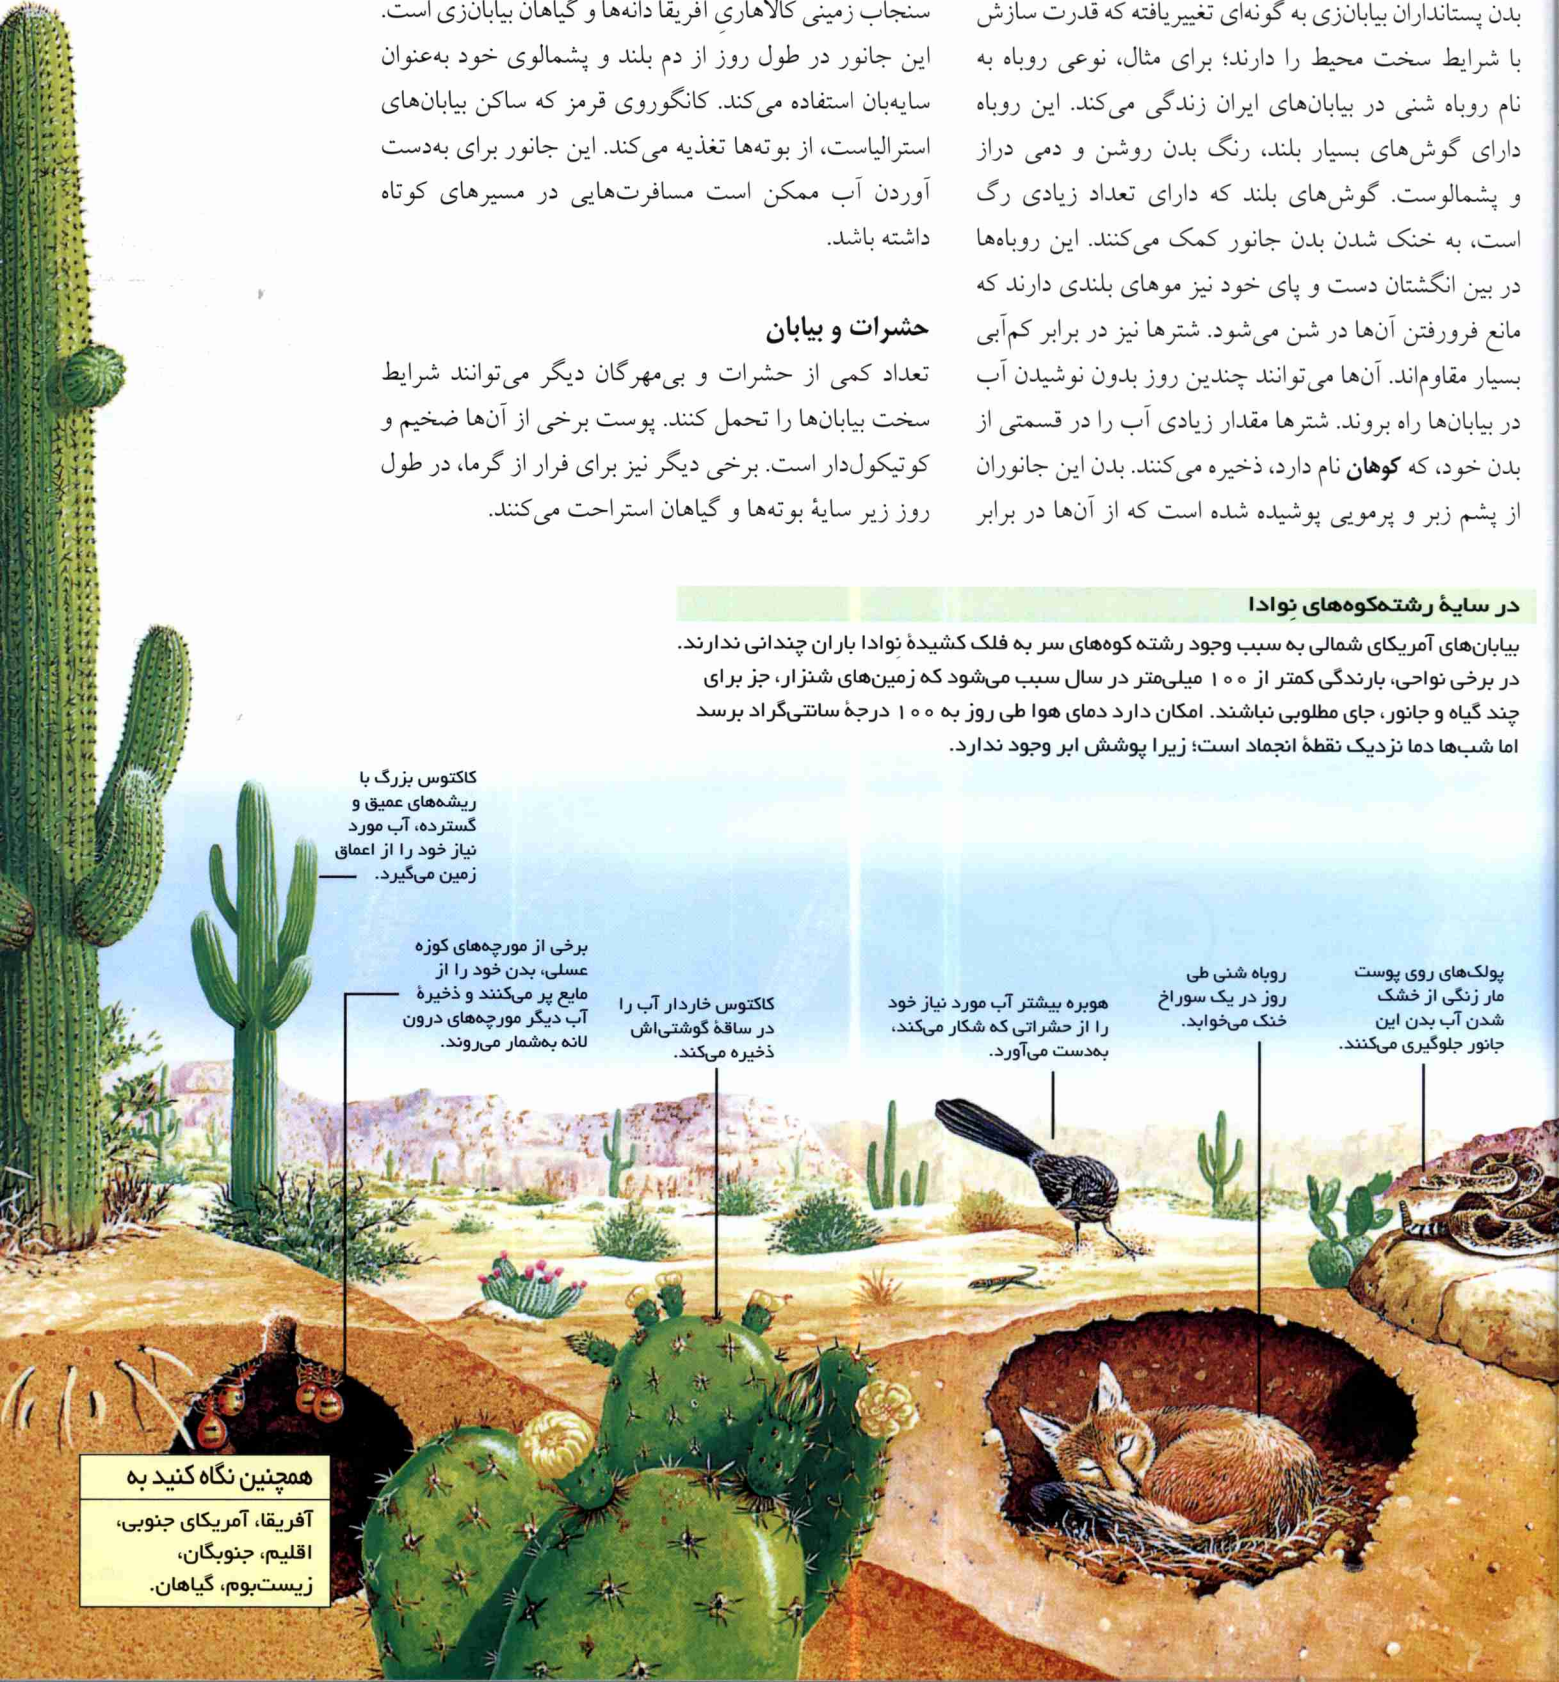 بدن پستانداران بیابان‌زی به گونه‌ای تغییریافته که قدرت سازش
با شرایط سخت محیط را دارند؛ برای مثال، نوعی روباه به
نام روباه شنی در بیابان‌های ایران زندگی می‌کند. این روباه
دارای گوش‌های بسیار بلند، رنگ بدن روشن و دمی دراز
و پشمالوست. گوش‌های بلند که دارای تعداد زیادی رگ
است، به خنک شدن بدن جانور کمک می‌کنند. این روباه‌ها
در بین انگشتان دست و پای خود نیز موهای بلندی دارند که
مانع فرورفتن آن‌ها در شن می‌شود. شترها نیز در برابر کم‌آبی
بسیار مقاوم‌اند. آن‌ها می‌توانند چندین روز بدون نوشیدن آب
در بیابان‌ها راه بروند. شترها مقدار زیادی آب را در قسمتی از
بدن خود، که کوهان نام دارد، ذخیره می‌کنند. بدن این جانوران
از پشم زبر و پرمویی پوشیده شده است که از آن‌ها در برابر
سنجاب زمینی کالاهاریِ آفریقا دانه‌ها و گیاهان بیابان‌زی است.
این جانور در طول روز از دم بلند و پشمالوی خود به‌عنوان
سایه‌بان استفاده می‌کند. کانگوروی قرمز که ساکن بیابان‌های
استرالیاست، از بوته‌ها تغذیه می‌کند. این جانور برای به‌دست
آوردن آب ممکن است مسافرت‌هایی در مسیرهای کوتاه
داشته باشد.
حشرات و بیابان
تعداد کمی از حشرات و بی‌مهرگان دیگر می‌توانند شرایط
سخت بیابان‌ها را تحمل کنند. پوست برخی از آن‌ها ضخیم و
کوتیکول‌دار است. برخی دیگر نیز برای فرار از گرما، در طول
روز زیر سایهٔ بوته‌ها و گیاهان استراحت می‌کنند.
در سایهٔ رشته‌کوه‌های نِوادا
بیابان‌های آمریکای شمالی به سبب وجود رشته کوه‌های سر به فلک کشیدهٔ نِوادا باران چندانی ندارند.
در برخی نواحی، بارندگی کمتر از ۱۰۰ میلی‌متر در سال سبب می‌شود که زمین‌های شنزار، جز برای
چند گیاه و جانور، جای مطلوبی نباشند. امکان دارد دمای هوا طی روز به ۱۰۰ درجهٔ سانتی‌گراد برسد
اما شب‌ها دما نزدیک نقطهٔ انجماد است؛ زیرا پوشش ابر وجود ندارد.
پولک‌های روی پوست
مار زنگی از خشک
شدن آب بدن این
جانور جلوگیری می‌کنند.
روباه شنی طی
روز در یک سوراخ
خنک می‌خوابد.
هوبره بیشتر آب مورد نیاز خود
را از حشراتی که شکار می‌کند،
به‌دست می‌آورد.
کاکتوس خاردار آب را
در ساقهٔ گوشتی‌اش
ذخیره می‌کند.
برخی از مورچه‌های کوزه
عسلی، بدن خود را از
مایع پر می‌کنند و ذخیرهٔ
آب دیگر مورچه‌های درون
لانه به‌شمار می‌روند.
کاکتوس بزرگ با
ریشه‌های عمیق و
گسترده، آب مورد
نیاز خود را از اعماق
زمین می‌گیرد.
همچنین نگاه کنید به
آفریقا، آمریکای جنوبی،
اقلیم، جنوبگان،
زیست‌بوم، گیاهان.